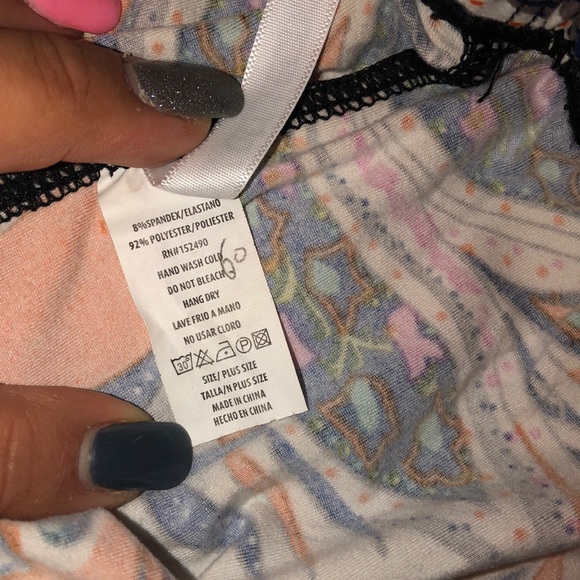 8%SPANDEX/ELASTANO
92% POLYESTER/POLIESTER
RN#152490
HAND WASH COLD
DO NOT BLEACH
HANG DRY
LAVE FRIO A MANO
NO USAR CLORO
30° P
SIZE/ PLUS SIZE
TALLA/N PLUS SIZE
MADE IN CHINA
HECHO EN CHINA